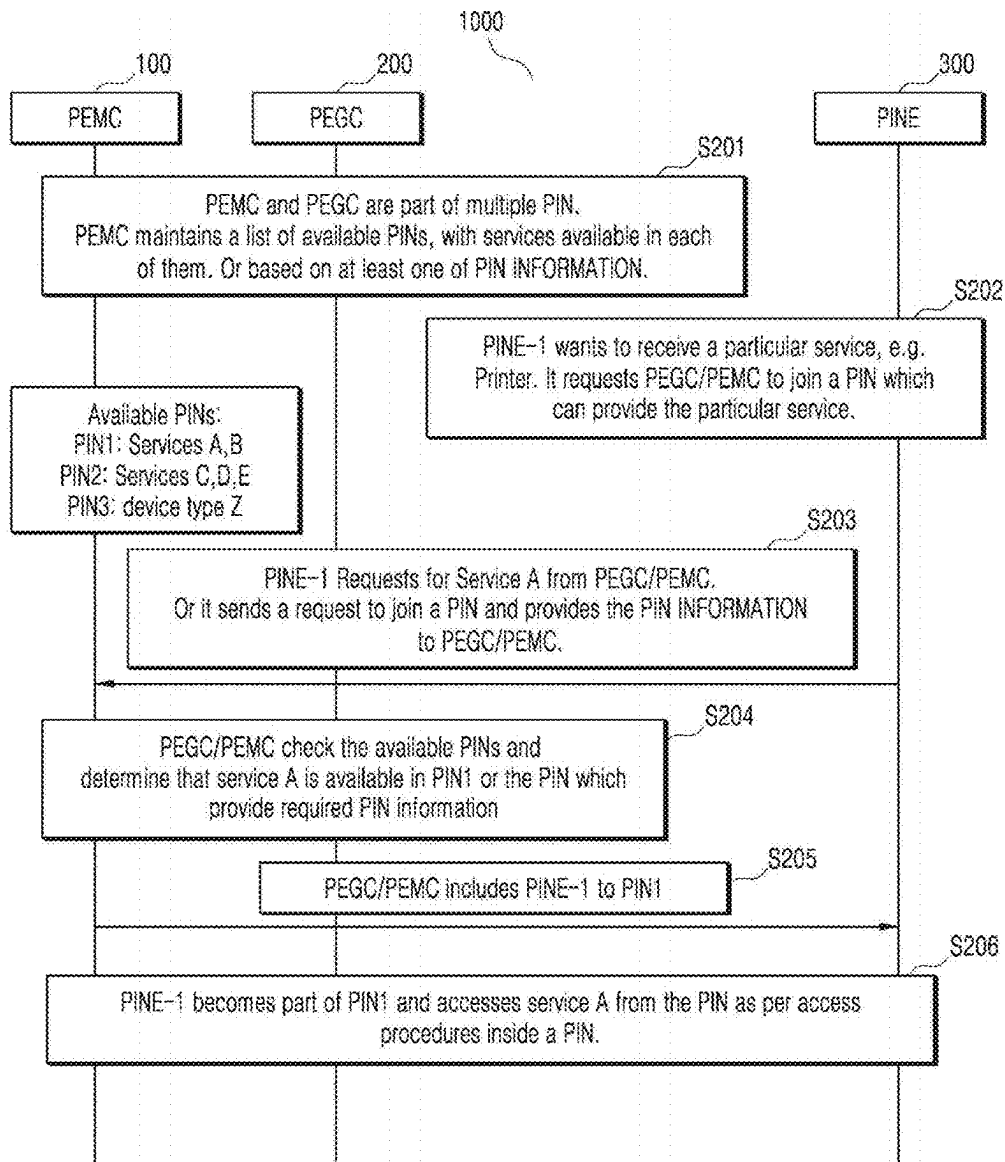 1000
100
200
300
PEMC
PEGC
PINE
S201
PEMC and PEGC are part of multiple PIN.
PEMC maintains a list of available PINs, with services available in each
of them. Or based on at least one of PIN INFORMATION.
S202
PINE-1 wants to receive a particular service, e.g.
Printer. It requests PEGC/PEMC to join a PIN which
can provide the particular service.
Available PINs:
PIN1: Services A,B
PIN2: Services C,D,E
PIN3: device type Z
S203
PINE-1 Requests for Service A from PEGC/PEMC.
Or it sends a request to join a PIN and provides the PIN INFORMATION
to PEGC/PEMC.
S204
PEGC/PEMC check the available PINs and
determine that service A is available in PIN1 or the PIN which
provide required PIN information
S205
PEGC/PEMC includes PINE-1 to PIN1
S206
PINE-1 becomes part of PIN1 and accesses service A from the PIN as per access
procedures inside a PIN.